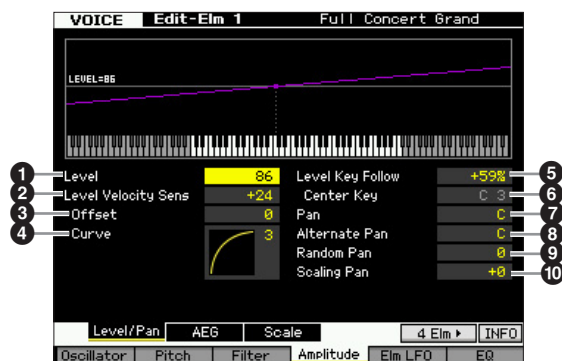 VOICE Edit-Elm 1 Full Concert Grand
LEVEL=86
1 Level 86 Level Key Follow +59% 5
2 Level Velocity Sens +24 Center Key C 3 6
3 Offset 0 Pan C 7
4 Curve 3 Alternate Pan C 8
Random Pan 0 9
Scaling Pan +0 10
Level/Pan AEG Scale 4 Elm INFO
Oscillator Pitch Filter Amplitude Elm LFO EQ